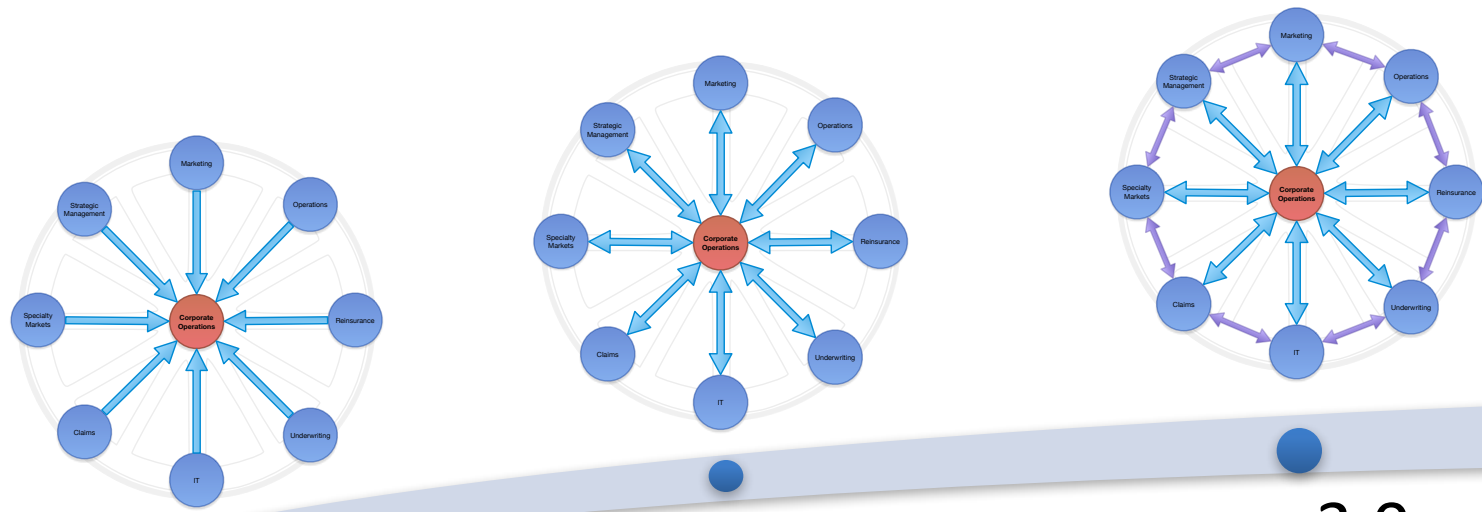 Marketing
Strategic
Management
Operations
Specialty
Markets
Corporate
Operations
Reinsurance
Claims
Underwriting
IT
Marketing
Strategic
Management
Operations
Specialty
Markets
Corporate
Operations
Reinsurance
Claims
Underwriting
IT
Marketing
Strategic
Management
Operations
Specialty
Markets
Corporate
Operations
Reinsurance
Claims
Underwriting
IT